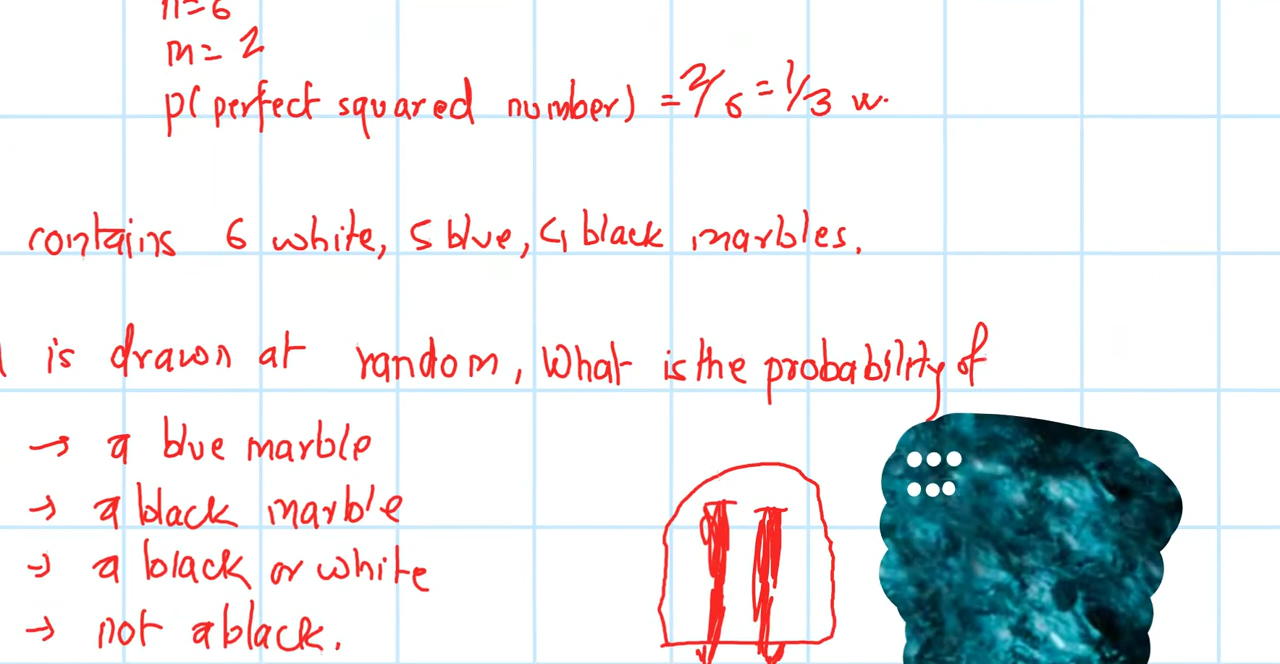 n=6
m= 2
p( perfect squared number) = 2/6 = 1/3 w.
contains 6 white, 5 blue, 4 black marbles.
is drawn at random, What is the probability of
→ a blue marble
→ a black marble
→ a black or white
→ not a black.